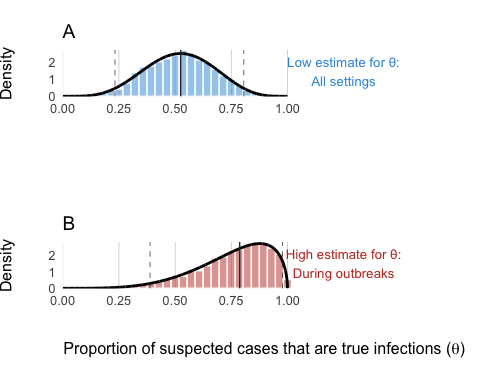 A
Density
2
1
0
0.00 0.25 0.50 0.75 1.00
Low estimate for θ:
All settings
B
Density
2
1
0
0.00 0.25 0.50 0.75 1.00
High estimate for θ:
During outbreaks
Proportion of suspected cases that are true infections (θ)